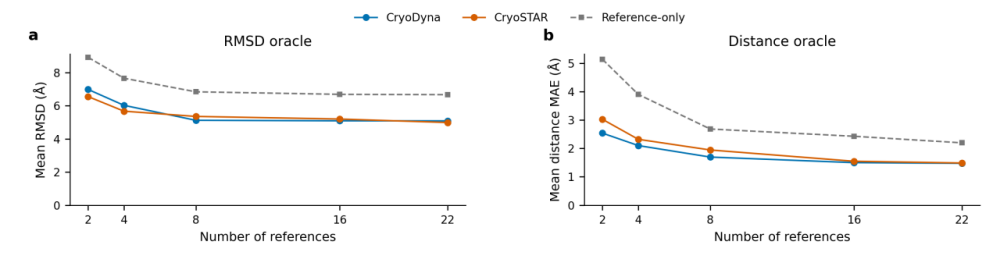 CryoDyna CryoSTAR Reference-only
a
RMSD oracle
Mean RMSD (Å)
8
6
4
2
0
2 4 8 16 22
Number of references
b
Distance oracle
Mean distance MAE (Å)
5
4
3
2
1
0
2 4 8 16 22
Number of references